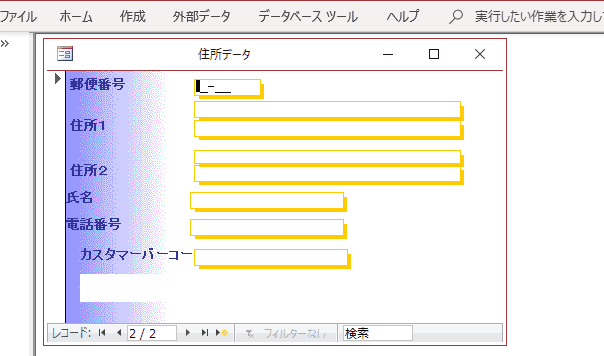 ファイル ホーム 作成 外部データ データベース ツール ヘルプ 実行したい作業を入力し
»
住所データ
郵便番号 _-__
住所１
住所２
氏名
電話番号
カスタマーバーコー
レコード: 2 / 2 フィルターなし 検索